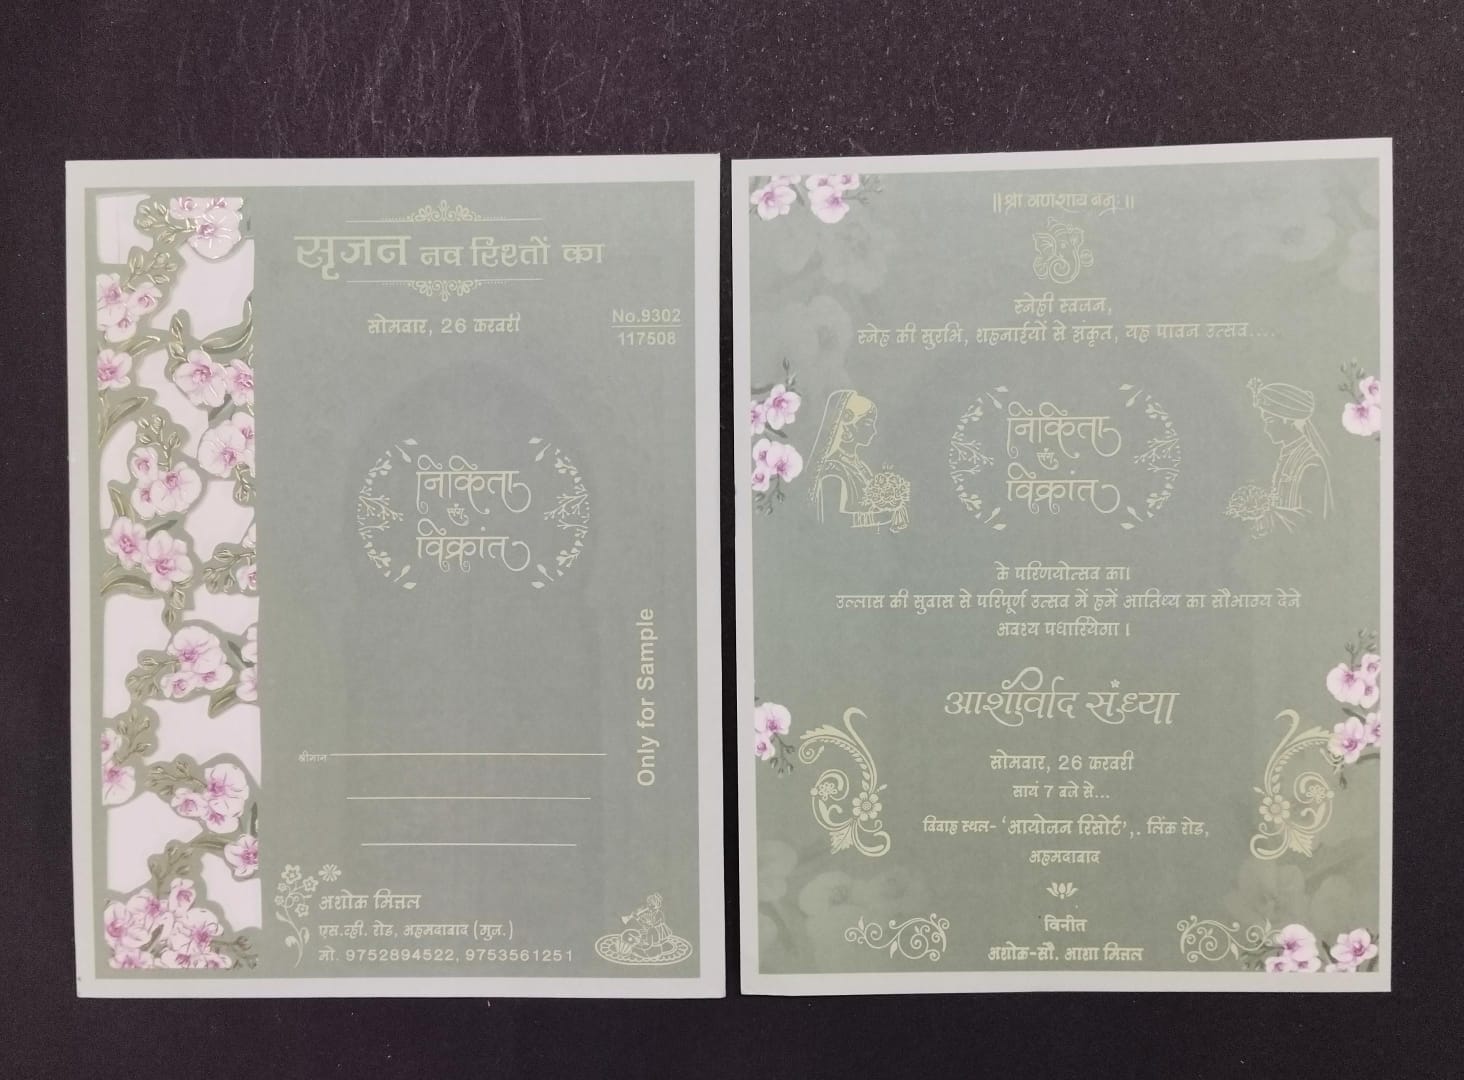 सृजन नव रिश्तों का
सोमवार, 26 फरवरी
No.9302
117508
निकिता
संग
विक्रांत
Only for Sample
श्रीमान
अशोक मित्तल
एस.व्ही. रोड, अहमदाबाद (गुज.)
मो. 9752894522, 9753561251
||श्री गणेशाय नमः||
स्नेही स्वजन,
स्नेह की सुरभि, शहनाईयों से झंकृत, यह पावन उत्सव....
निकिता
संग
विक्रांत
के परिणयोत्सव का।
उल्लास की सुवास से परिपूर्ण उत्सव में हमें आतिथ्य का सौभाग्य देने
अवश्य पधारियेगा।
आशीर्वाद संध्या
सोमवार, 26 फरवरी
सायं 7 बजे से...
विवाह स्थल- ‘आयोजन रिसोर्ट’,. लिंक रोड,
अहमदाबाद
विनीत
अशोक-सौ. आशा मित्तल